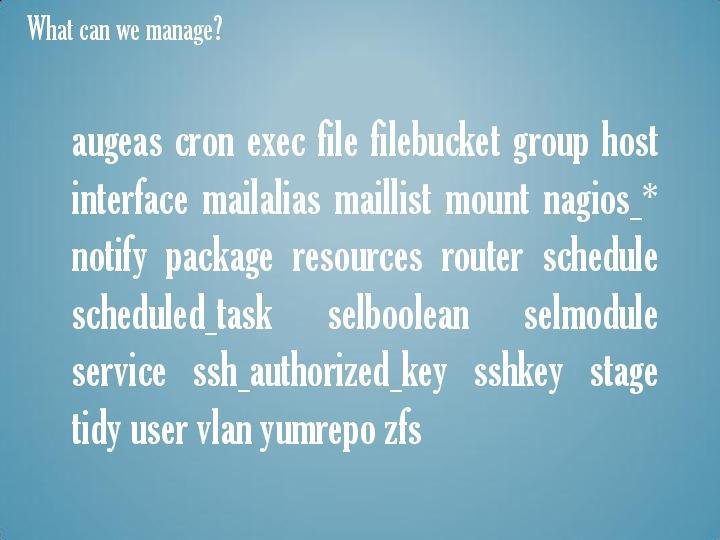 What can we manage?
augeas cron exec file filebucket group host
interface mailalias maillist mount nagios_*
notify package resources router schedule
scheduled_task selboolean selmodule
service ssh_authorized_key sshkey stage
tidy user vlan yumrepo zfs